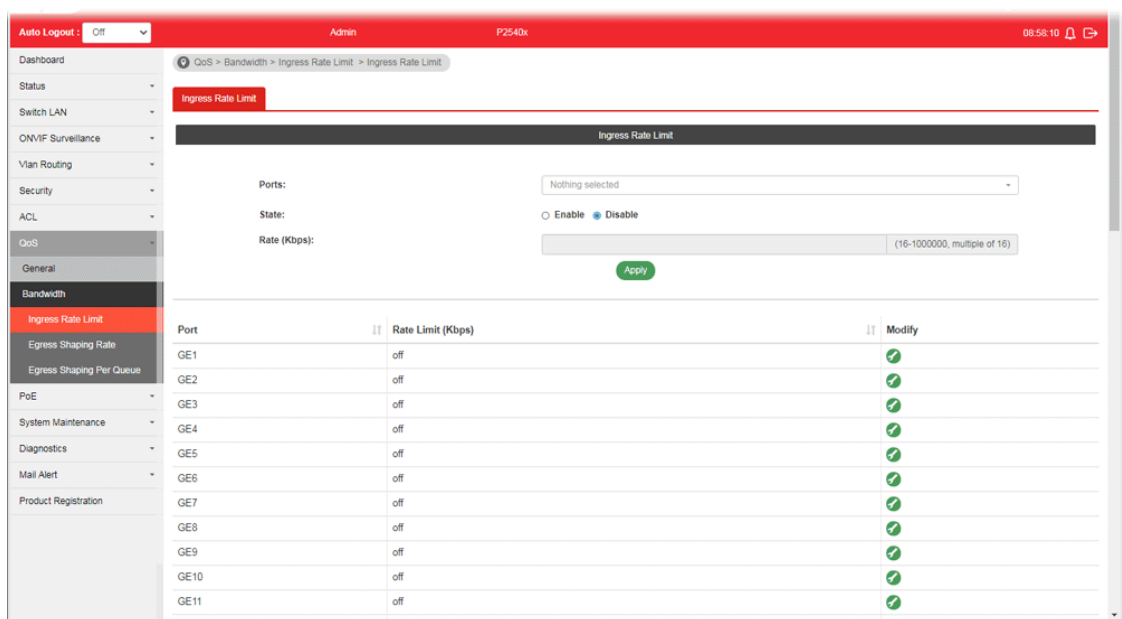 Auto Logout : Off Admin P2540x 08:58:10
Dashboard
Status
Switch LAN
ONVIF Surveillance
Vlan Routing
Security
ACL
QoS
General
Bandwidth
Ingress Rate Limit
Egress Shaping Rate
Egress Shaping Per Queue
PoE
System Maintenance
Diagnostics
Mail Alert
Product Registration
QoS > Bandwidth > Ingress Rate Limit > Ingress Rate Limit
Ingress Rate Limit
Ingress Rate Limit
Ports: Nothing selected
State: Enable Disable
Rate (Kbps): (16-1000000, multiple of 16)
Apply
Port Rate Limit (Kbps) Modify
GE1 off
GE2 off
GE3 off
GE4 off
GE5 off
GE6 off
GE7 off
GE8 off
GE9 off
GE10 off
GE11 off